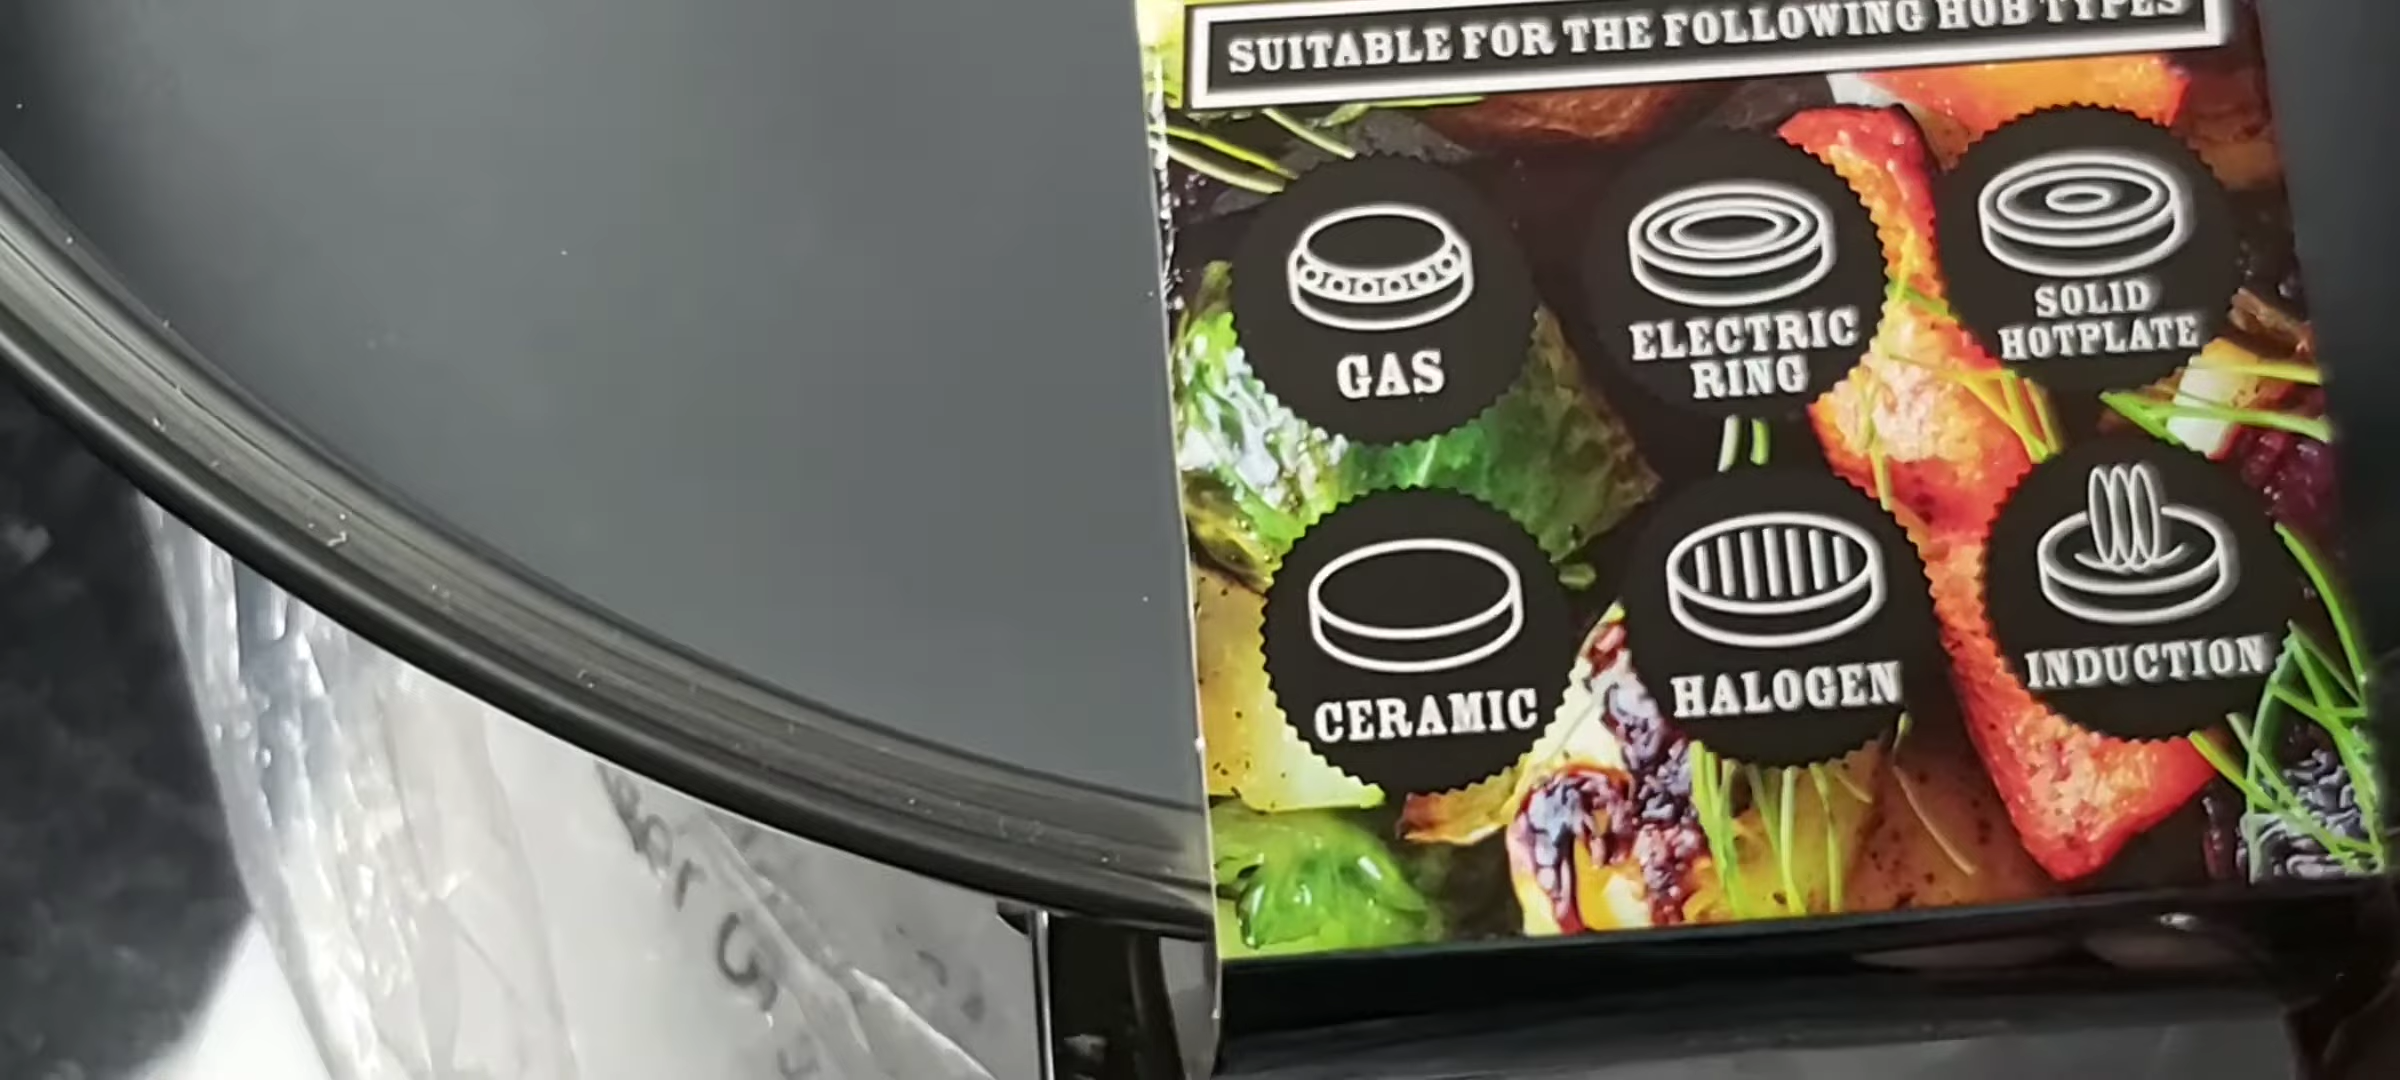 SUITABLE FOR THE FOLLOWING HOB TYPES
GAS
ELECTRIC
RING
SOLID
HOTPLATE
CERAMIC
HALOGEN
INDUCTION